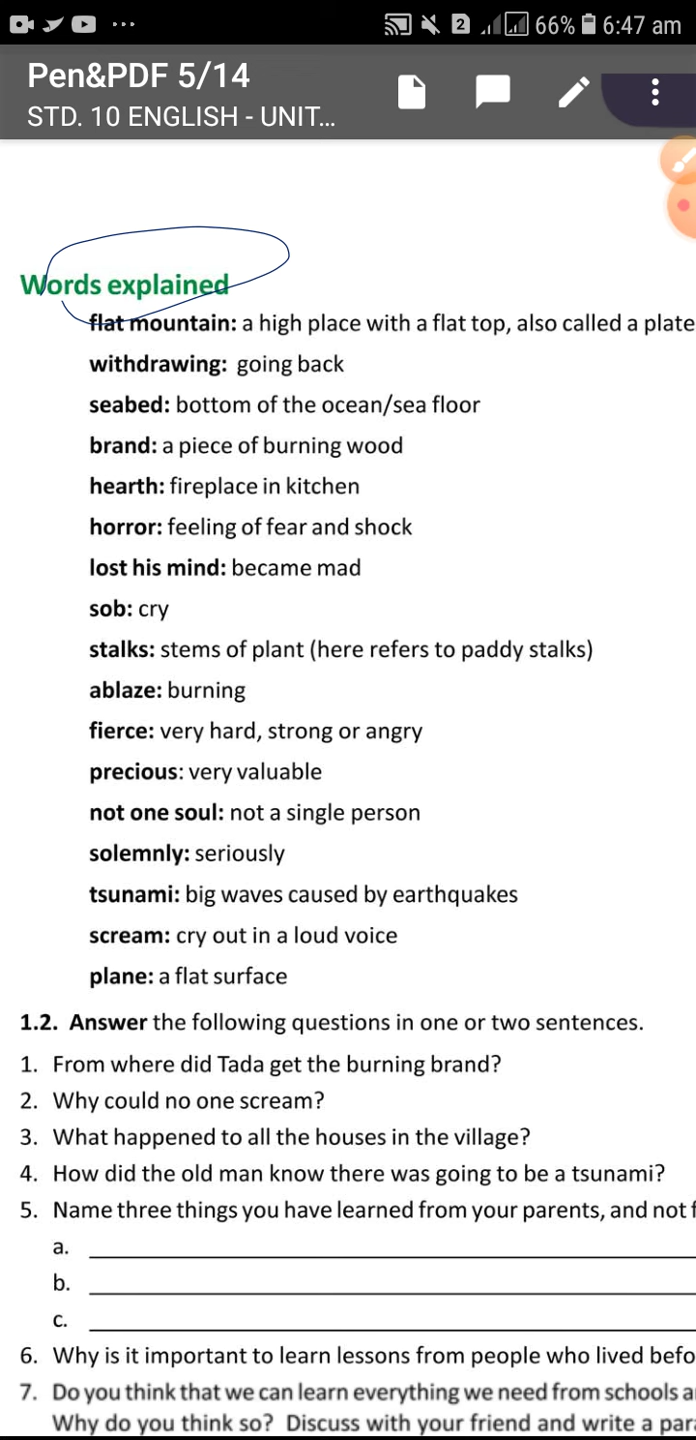 2 66% 6:47 am
Pen&PDF 5/14
STD. 10 ENGLISH - UNIT...
Words explained
flat mountain: a high place with a flat top, also called a plate
withdrawing: going back
seabed: bottom of the ocean/sea floor
brand: a piece of burning wood
hearth: fireplace in kitchen
horror: feeling of fear and shock
lost his mind: became mad
sob: cry
stalks: stems of plant (here refers to paddy stalks)
ablaze: burning
fierce: very hard, strong or angry
precious: very valuable
not one soul: not a single person
solemnly: seriously
tsunami: big waves caused by earthquakes
scream: cry out in a loud voice
plane: a flat surface
1.2. Answer the following questions in one or two sentences.
1. From where did Tada get the burning brand?
2. Why could no one scream?
3. What happened to all the houses in the village?
4. How did the old man know there was going to be a tsunami?
5. Name three things you have learned from your parents, and not f
a.
b.
c.
6. Why is it important to learn lessons from people who lived befo
7. Do you think that we can learn everything we need from schools a
Why do you think so? Discuss with your friend and write a par